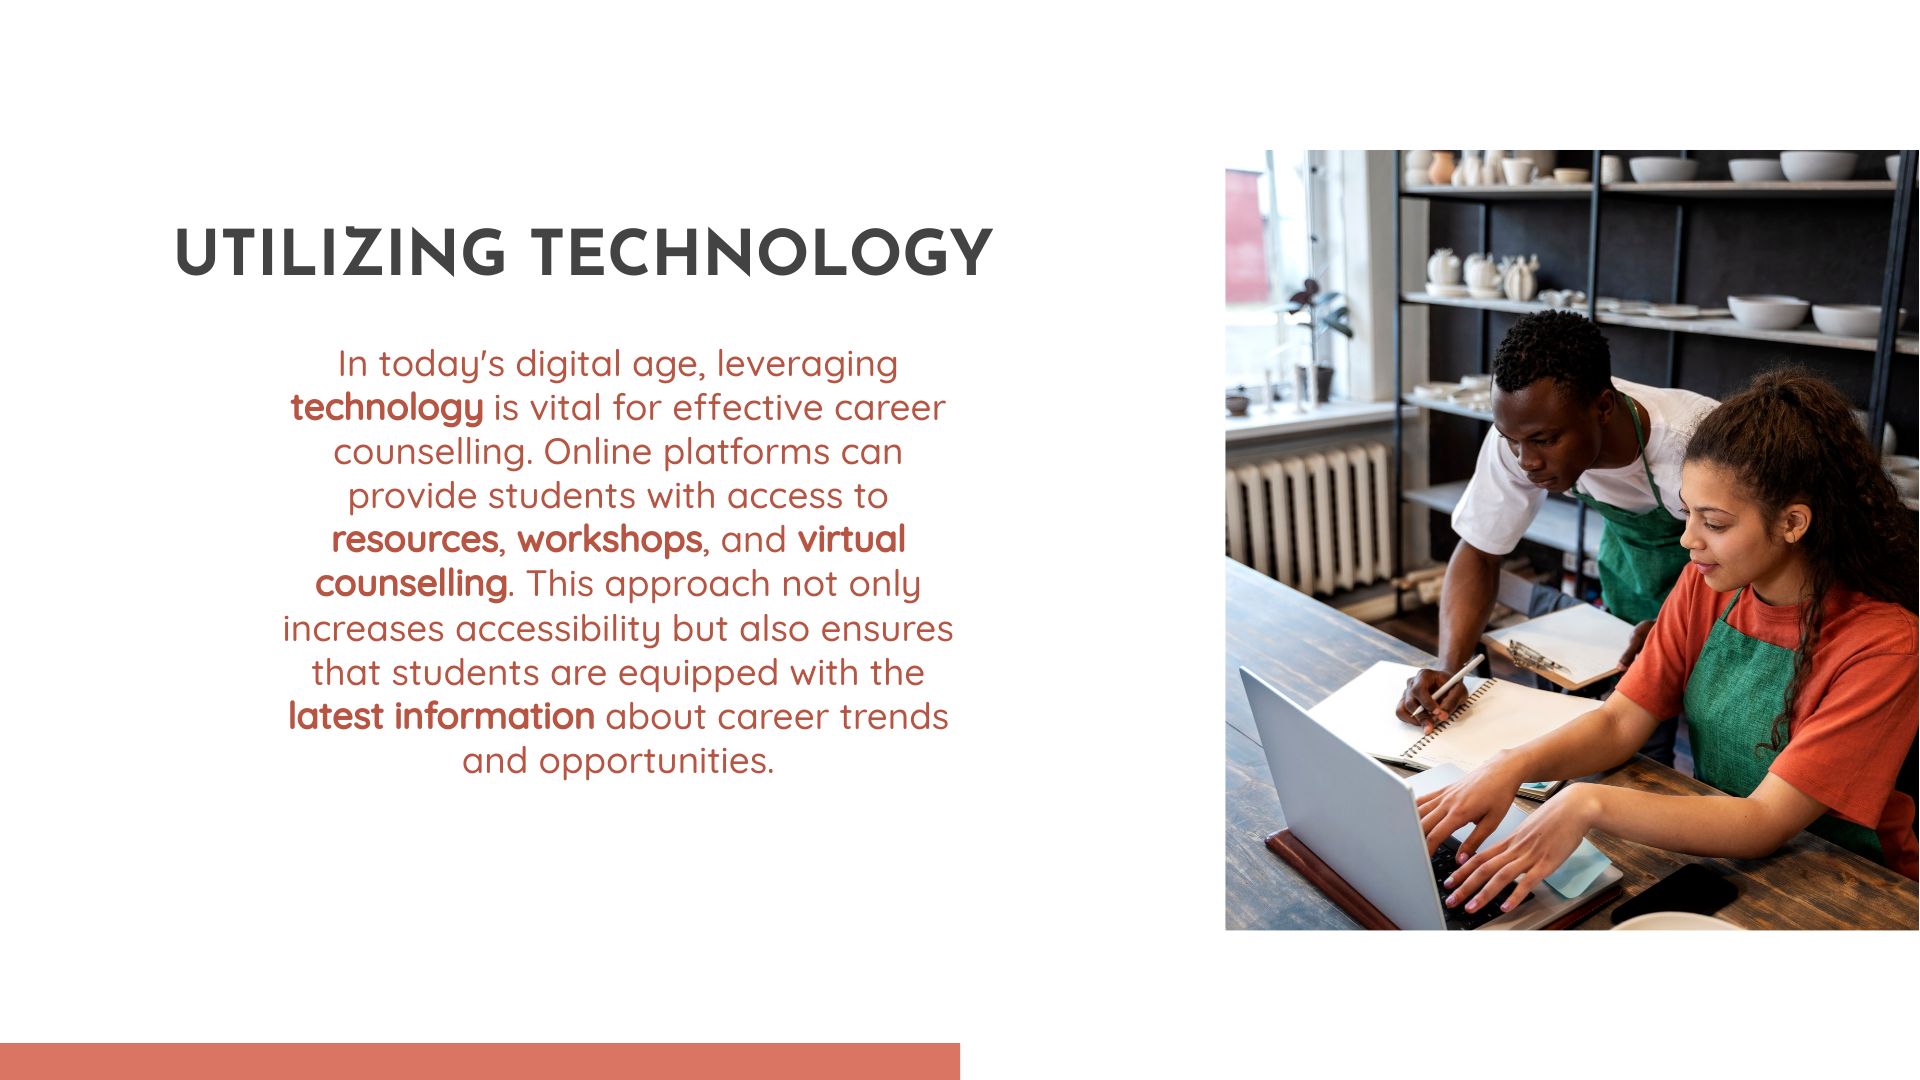 UTILIZING TECHNOLOGY
In today's digital age, leveraging
technology is vital for effective career
counselling. Online platforms can
provide students with access to
resources, workshops, and virtual
counselling. This approach not only
increases accessibility but also ensures
that students are equipped with the
latest information about career trends
and opportunities.